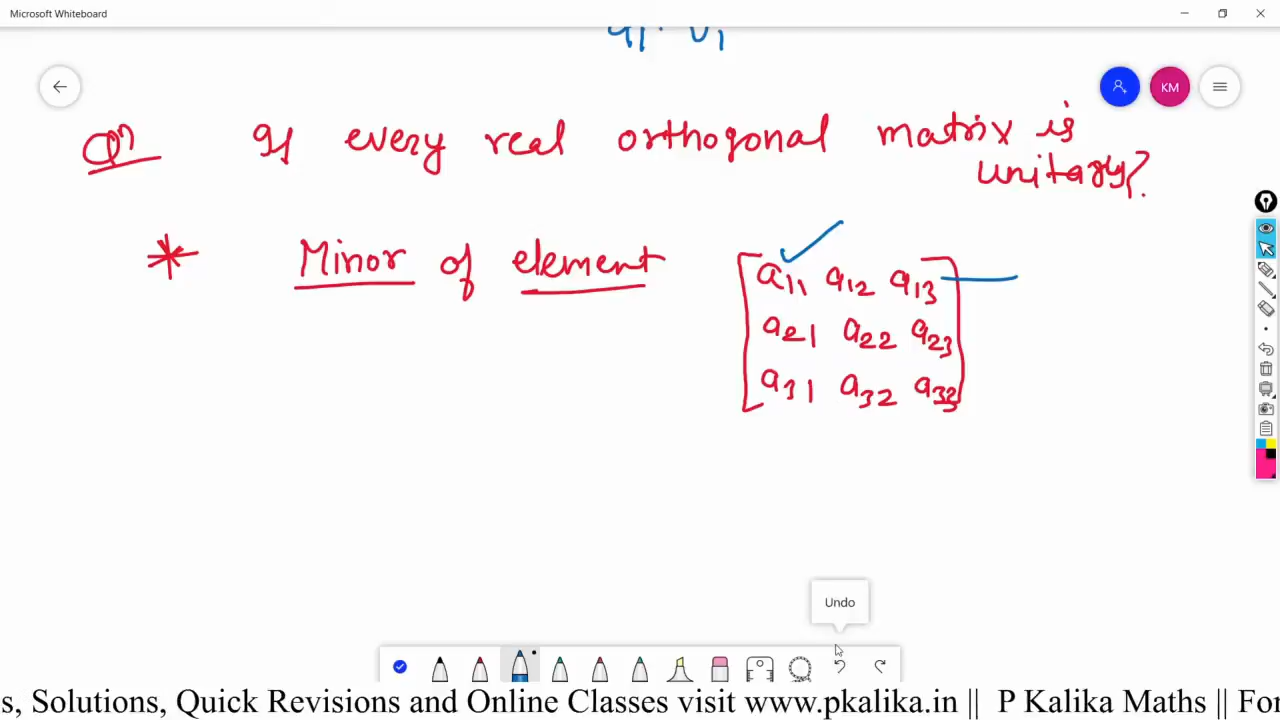 Microsoft Whiteboard
KM
Qn If every real orthogonal matrix is
unitary?
* Minor of element
a11 a12 a13
a21 a22 a23
a31 a32 a33
Undo
s, Solutions, Quick Revisions and Online Classes visit www.pkalika.in || P Kalika Maths || For